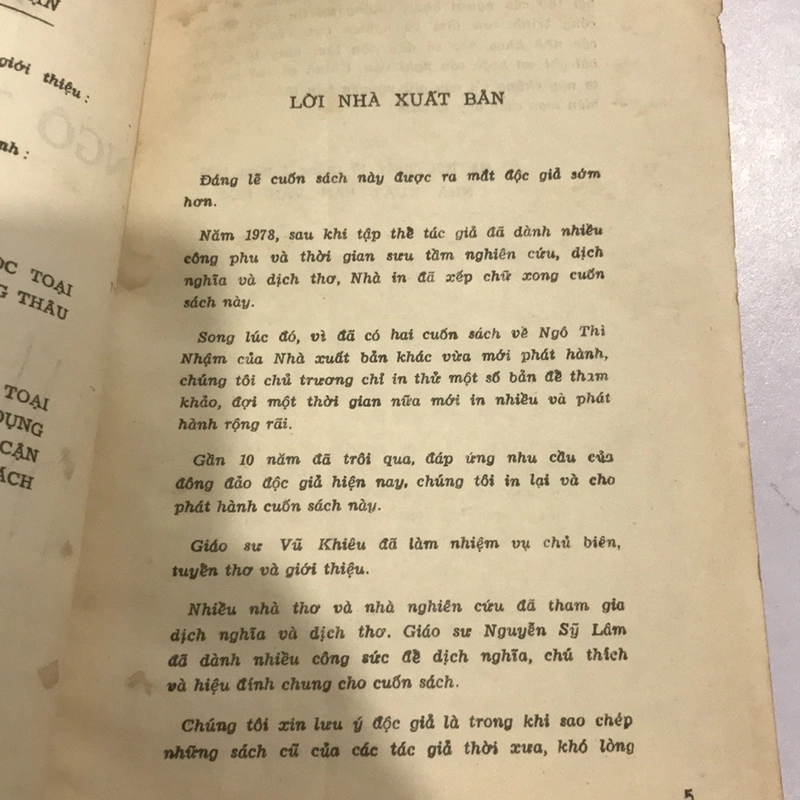 giới thiệu :
TOẠI
G THÂU
TOẠI
DỤNG
CẬN
ÁCH
LỜI NHÀ XUẤT BẢN
Đáng lẽ cuốn sách này được ra mắt độc giả sớm
hơn.
Năm 1978, sau khi tập thể tác giả đã dành nhiều
công phu và thời gian sưu tầm nghiên cứu, dịch
nghĩa và dịch thơ, Nhà in đã xếp chữ xong cuốn
sách này.
Song lúc đó, vì đã có hai cuốn sách về Ngô Thì
Nhậm của Nhà xuất bản khác vừa mới phát hành,
chúng tôi chủ trương chỉ in thử một số bản để tham
khảo, đợi một thời gian nữa mới in nhiều và phát
hành rộng rãi.
Gần 10 năm đã trôi qua, đáp ứng nhu cầu của
đông đảo độc giả hiện nay, chúng tôi in lại và cho
phát hành cuốn sách này.
Giáo sư Vũ Khiêu đã làm nhiệm vụ chủ biên,
tuyển thơ và giới thiệu.
Nhiều nhà thơ và nhà nghiên cứu đã tham gia
dịch nghĩa và dịch thơ. Giáo sư Nguyễn Sỹ Lâm
đã dành nhiều công sức để dịch nghĩa, chú thích
và hiệu đính chung cho cuốn sách.
Chúng tôi xin lưu ý độc giả là trong khi sao chép
những sách cũ của các tác giả thời xưa, khó lòng
5